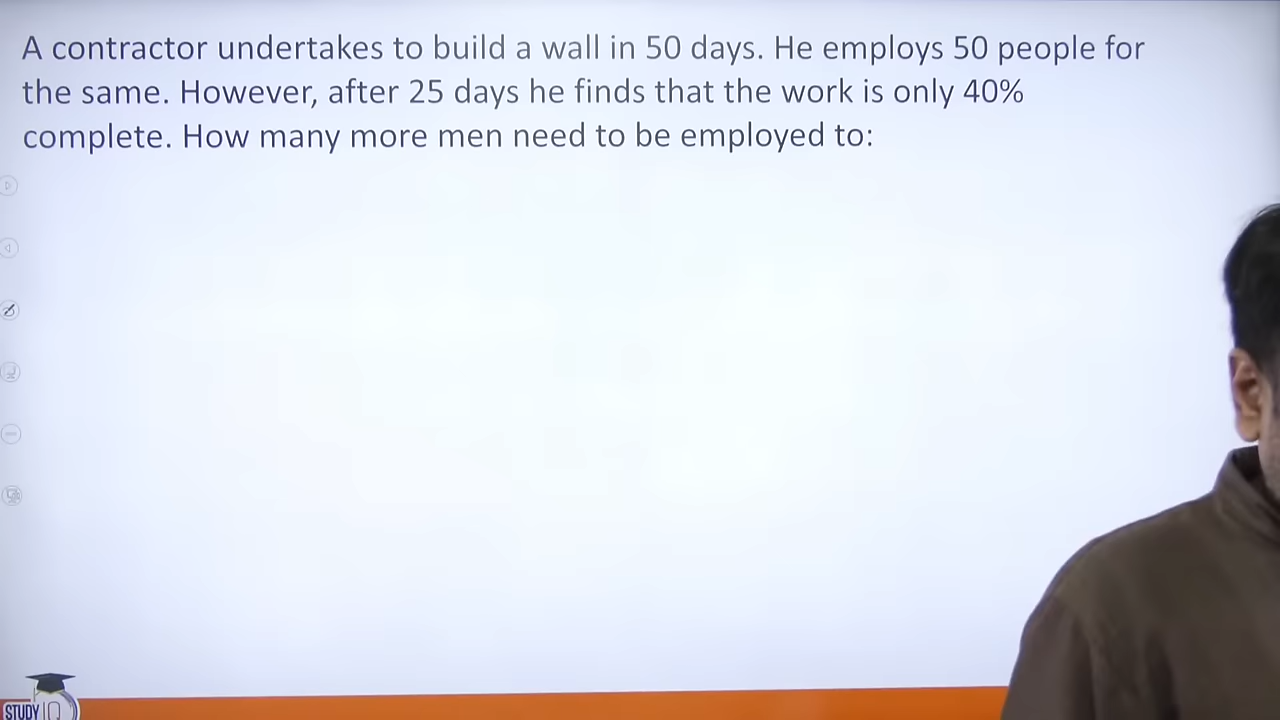 A contractor undertakes to build a wall in 50 days. He employs 50 people for
the same. However, after 25 days he finds that the work is only 40%
complete. How many more men need to be employed to:
STUDY IQ